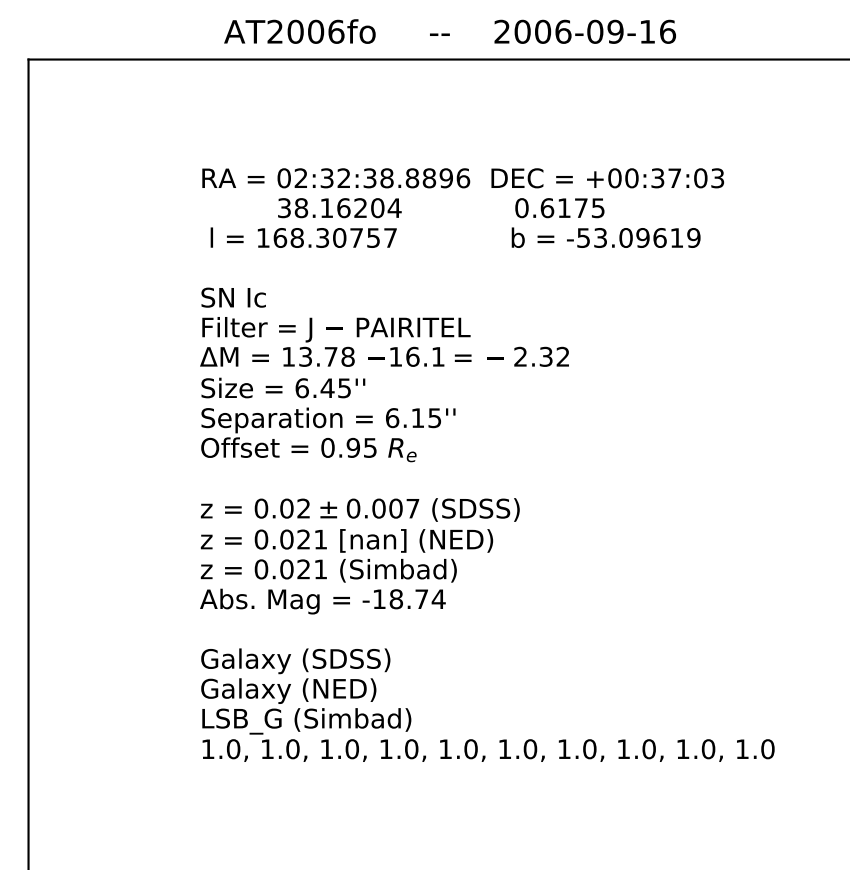 AT2006fo -- 2006-09-16
RA = 02:32:38.8896 DEC = +00:37:03
38.16204 0.6175
l = 168.30757 b = -53.09619
SN Ic
Filter = J − PAIRITEL
ΔM = 13.78 −16.1 = − 2.32
Size = 6.45''
Separation = 6.15''
Offset = 0.95 Rₑ
z = 0.02 ± 0.007 (SDSS)
z = 0.021 [nan] (NED)
z = 0.021 (Simbad)
Abs. Mag = -18.74
Galaxy (SDSS)
Galaxy (NED)
LSB_G (Simbad)
1.0, 1.0, 1.0, 1.0, 1.0, 1.0, 1.0, 1.0, 1.0, 1.0